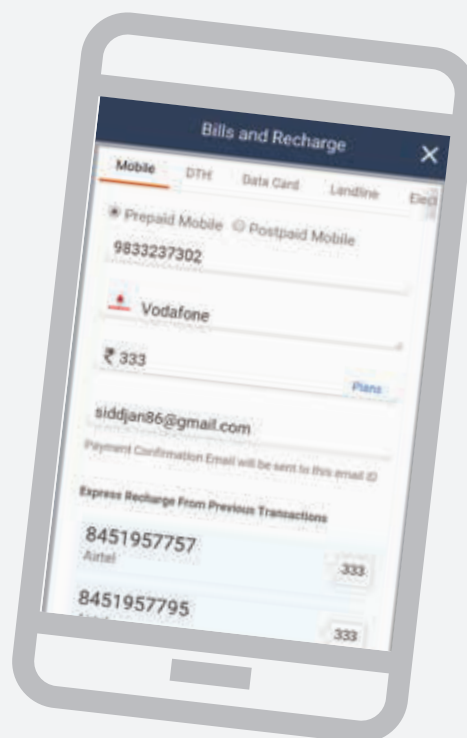 Bills and Recharge
Mobile DTH Data Card Landline Elect
Prepaid Mobile Postpaid Mobile
9833237302
Vodafone
₹ 333
Plans
siddjan86@gmail.com
Payment Confirmation Email will be sent to this email ID
Express Recharge From Previous Transactions
8451957757
333
Airtel
8451957795
333